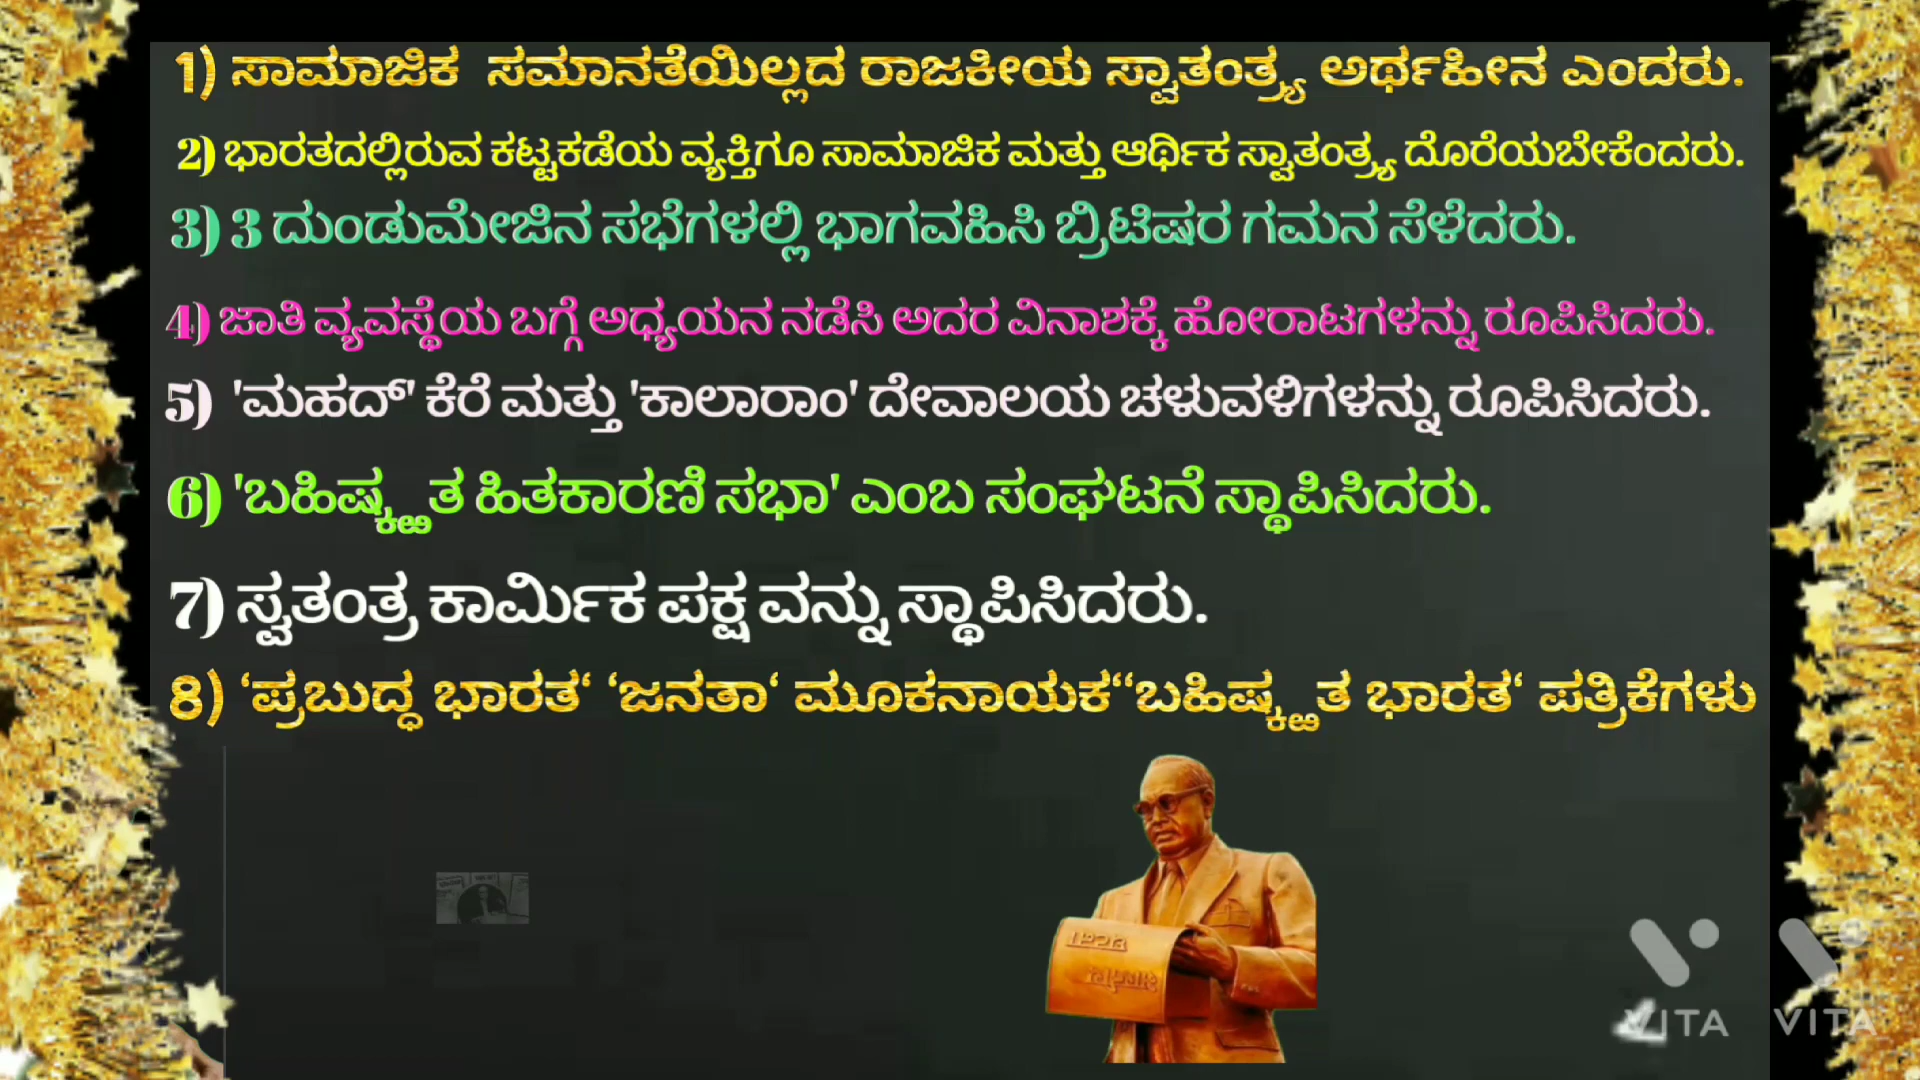 1) ಸಾಮಾಜಿಕ ಸಮಾನತೆಯಿಲ್ಲದ ರಾಜಕೀಯ ಸ್ವಾತಂತ್ರ್ಯ ಅರ್ಥಹೀನ ಎಂದರು.
2) ಭಾರತದಲ್ಲಿರುವ ಕಟ್ಟಕಡೆಯ ವ್ಯಕ್ತಿಗೂ ಸಾಮಾಜಿಕ ಮತ್ತು ಆರ್ಥಿಕ ಸ್ವಾತಂತ್ರ್ಯ ದೊರೆಯಬೇಕೆಂದರು.
3) 3 ದುಂಡುಮೇಜಿನ ಸಭೆಗಳಲ್ಲಿ ಭಾಗವಹಿಸಿ ಬ್ರಿಟಿಷರ ಗಮನ ಸೆಳೆದರು.
4) ಜಾತಿ ವ್ಯವಸ್ಥೆಯ ಬಗ್ಗೆ ಅಧ್ಯಯನ ನಡೆಸಿ ಅದರ ವಿನಾಶಕ್ಕೆ ಹೋರಾಟಗಳನ್ನು ರೂಪಿಸಿದರು.
5) 'ಮಹದ್' ಕೆರೆ ಮತ್ತು 'ಕಾಲಾರಾಂ' ದೇವಾಲಯ ಚಳುವಳಿಗಳನ್ನು ರೂಪಿಸಿದರು.
6) 'ಬಹಿಷ್ಕೃತ ಹಿತಕಾರಣಿ ಸಭಾ' ಎಂಬ ಸಂಘಟನೆ ಸ್ಥಾಪಿಸಿದರು.
7) ಸ್ವತಂತ್ರ ಕಾರ್ಮಿಕ ಪಕ್ಷವನ್ನು ಸ್ಥಾಪಿಸಿದರು.
8) ‘ಪ್ರಬುದ್ಧ ಭಾರತ‘ ‘ಜನತಾ‘ ಮೂಕನಾಯಕ“ಬಹಿಷ್ಕೃತ ಭಾರತ‘ ಪತ್ರಿಕೆಗಳು
VITA VITA